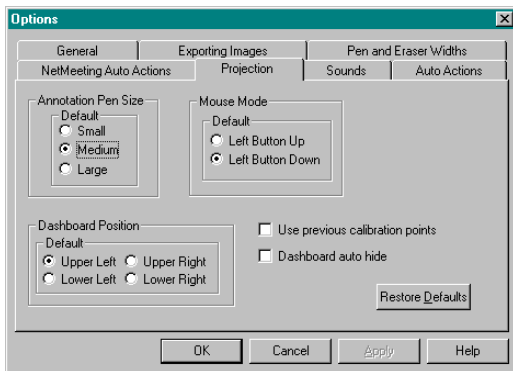 Options
General Exporting Images Pen and Eraser Widths
NetMeeting Auto Actions Projection Sounds Auto Actions
Annotation Pen Size Mouse Mode
Default Default
Small
Left Button Up
Medium
Left Button Down
Large
Dashboard Position
Use previous calibration points
Default
Dashboard auto hide
Upper Left Upper Right
Lower Left Lower Right
Restore Defaults
OK Cancel Apply Help